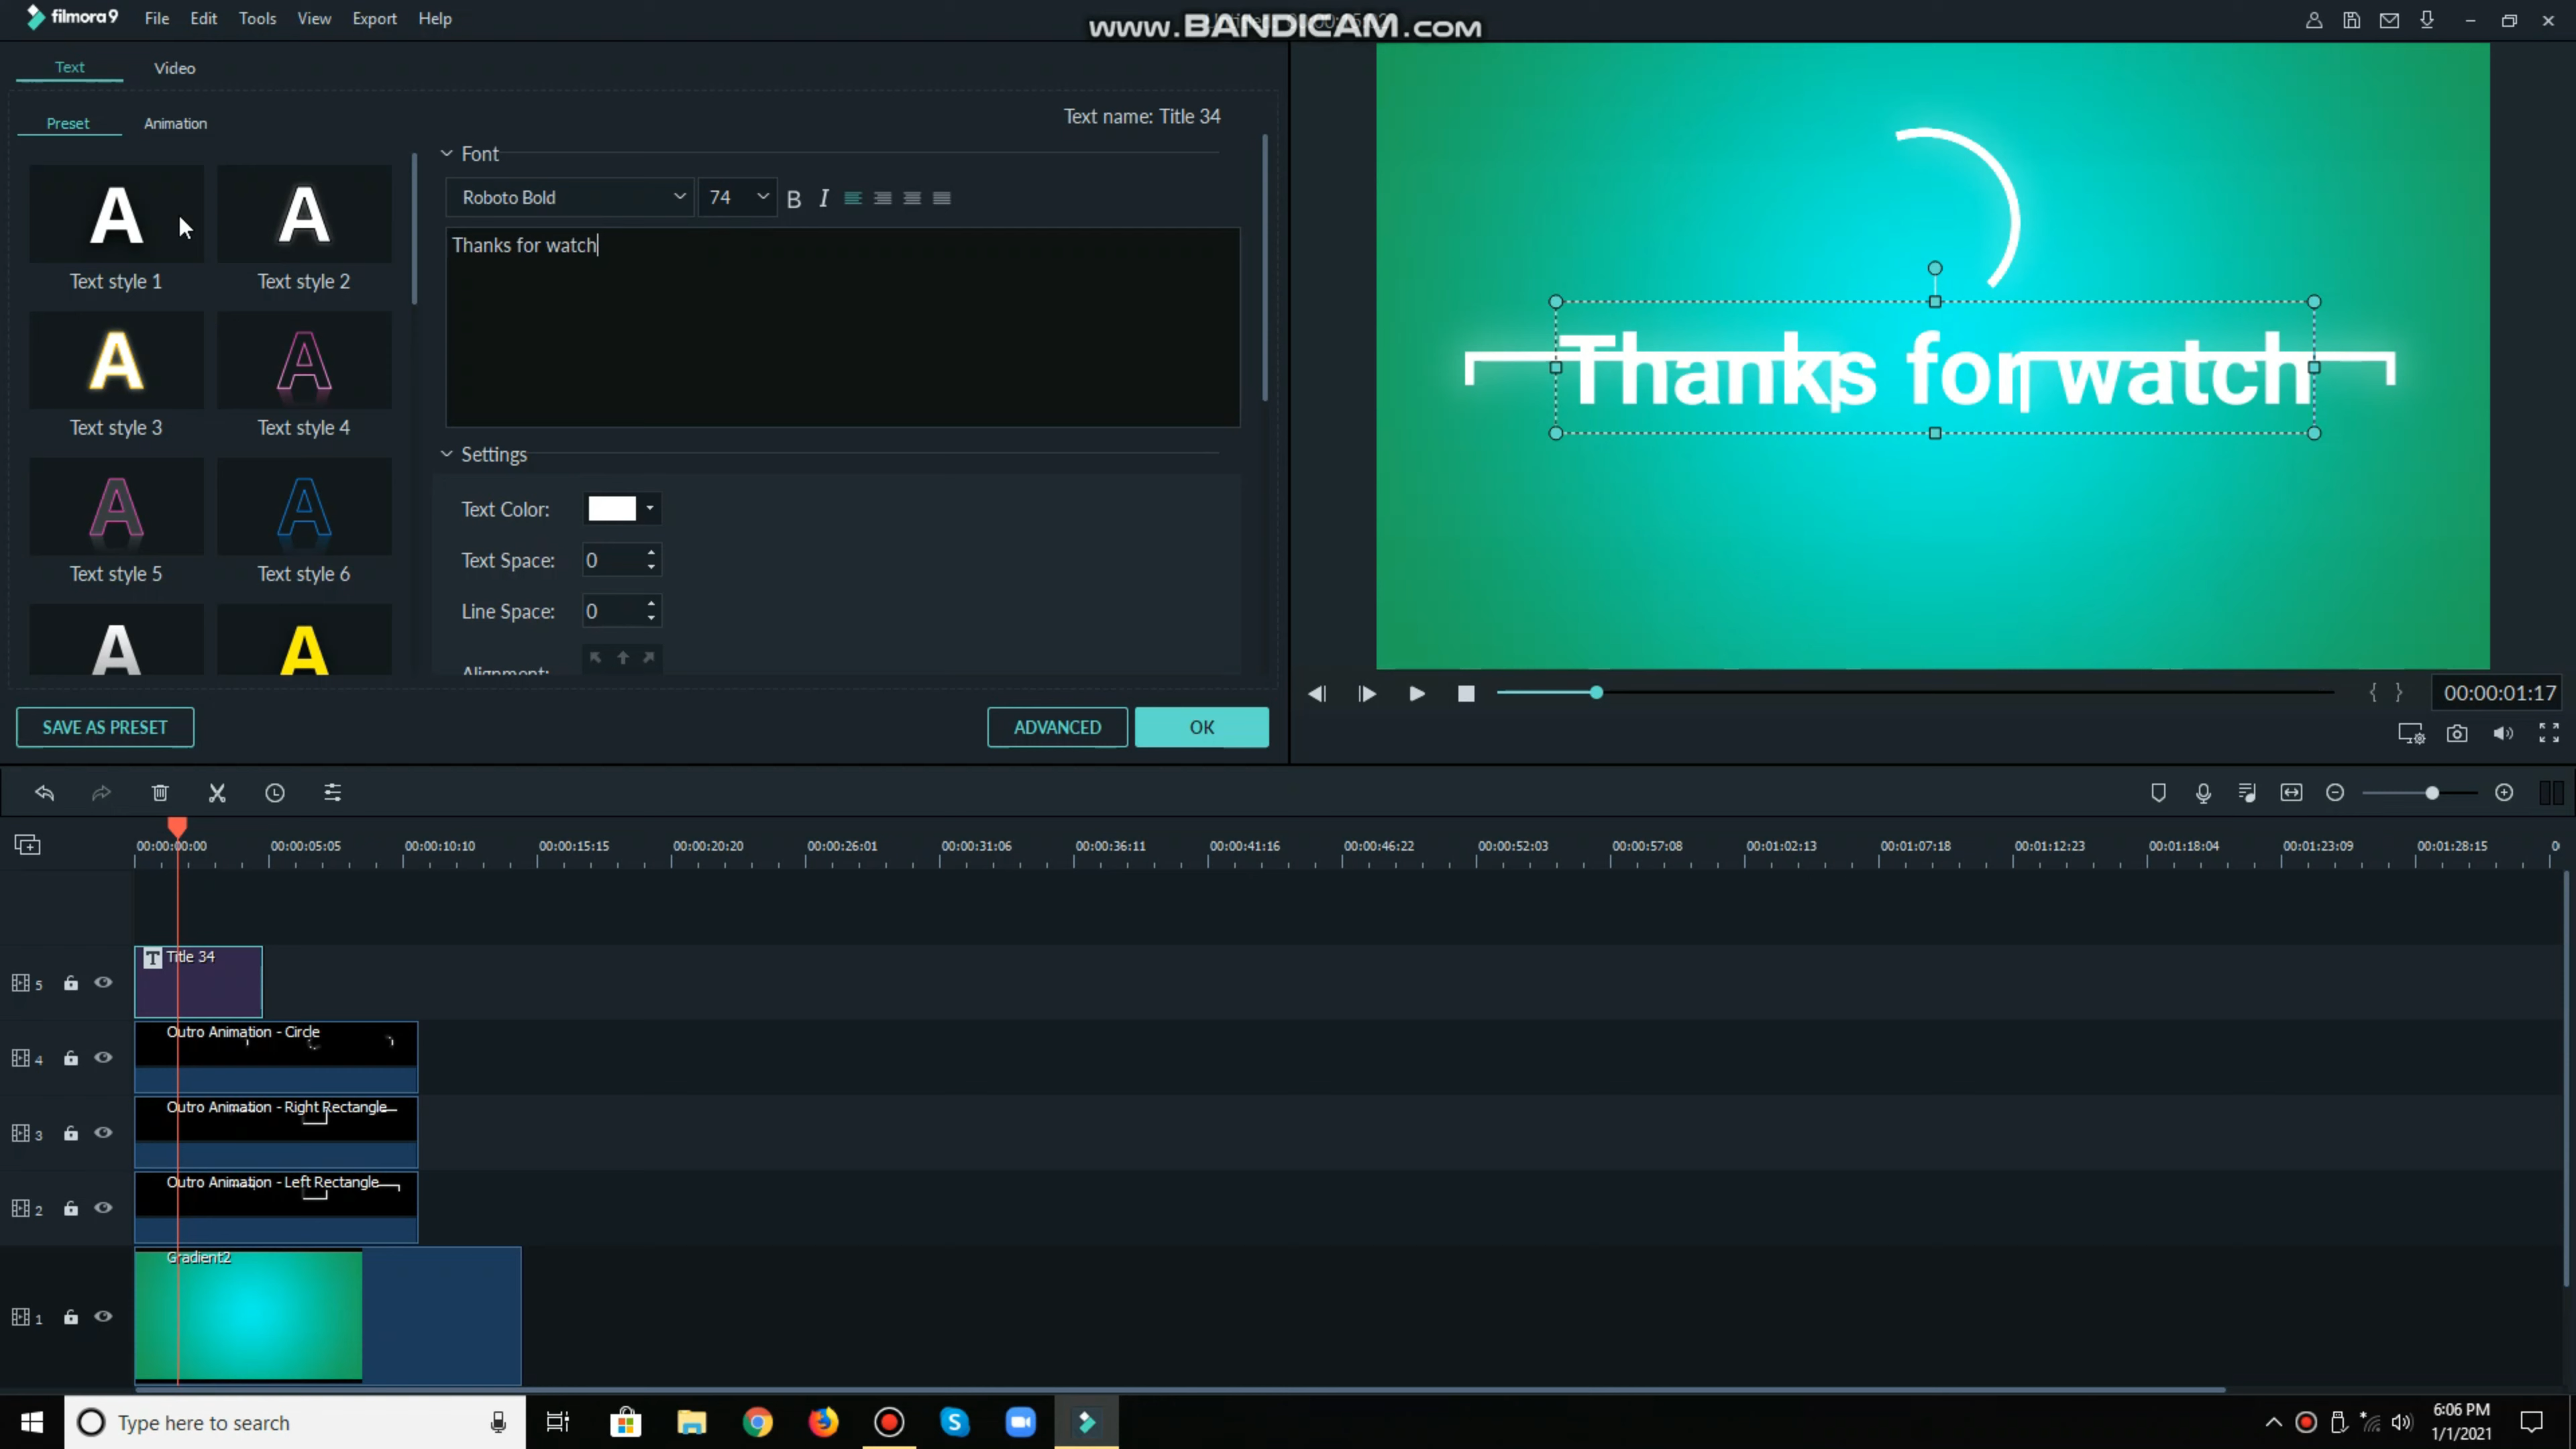 filmora9 File Edit Tools View Export Help
www.BANDICAM.com
Text Video
Preset Animation
Text name: Title 34
Font
Roboto Bold 74 B I
Thanks for watch
Text style 1
Text style 2
Text style 3
Text style 4
Text style 5
Text style 6
Settings
Text Color:
Text Space: 0
Line Space: 0
Alignment:
SAVE AS PRESET ADVANCED OK
Thanks for watch
{ } 00:00:01:17
00:00:00:00 00:00:05:05 00:00:10:10 00:00:15:15 00:00:20:20 00:00:26:01 00:00:31:06 00:00:36:11 00:00:41:16 00:00:46:22 00:00:52:03 00:00:57:08 00:01:02:13 00:01:07:18 00:01:12:23 00:01:18:04 00:01:23:09 00:01:28:15
T Title 34
5
Outro Animation - Circle
4
Outro Animation - Right Rectangle
3
Outro Animation - Left Rectangle
2
Gradient2
1
Type here to search
6:06 PM
1/1/2021